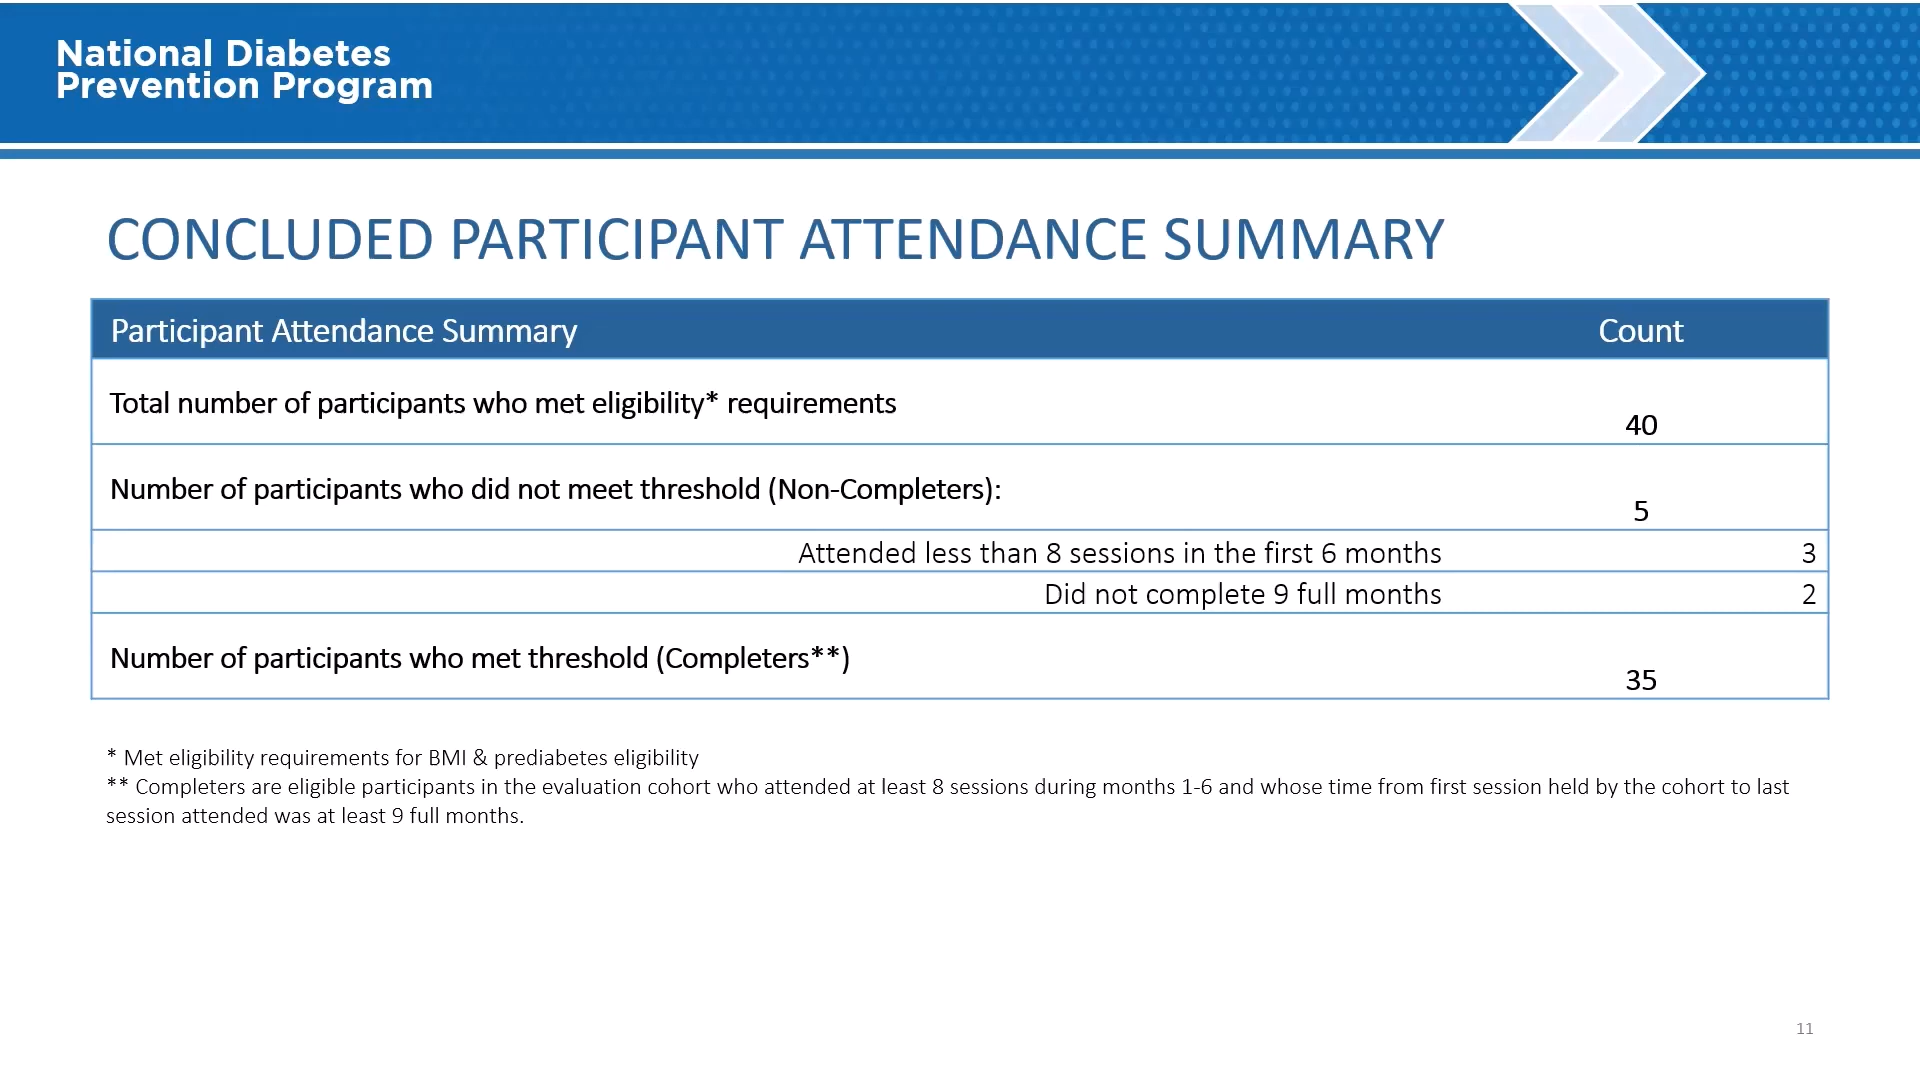 National Diabetes
Prevention Program
CONCLUDED PARTICIPANT ATTENDANCE SUMMARY
Participant Attendance Summary Count
Total number of participants who met eligibility* requirements 40
Number of participants who did not meet threshold (Non-Completers): 5
Attended less than 8 sessions in the first 6 months 3
Did not complete 9 full months 2
Number of participants who met threshold (Completers**) 35
* Met eligibility requirements for BMI & prediabetes eligibility
** Completers are eligible participants in the evaluation cohort who attended at least 8 sessions during months 1-6 and whose time from first session held by the cohort to last
session attended was at least 9 full months.
11